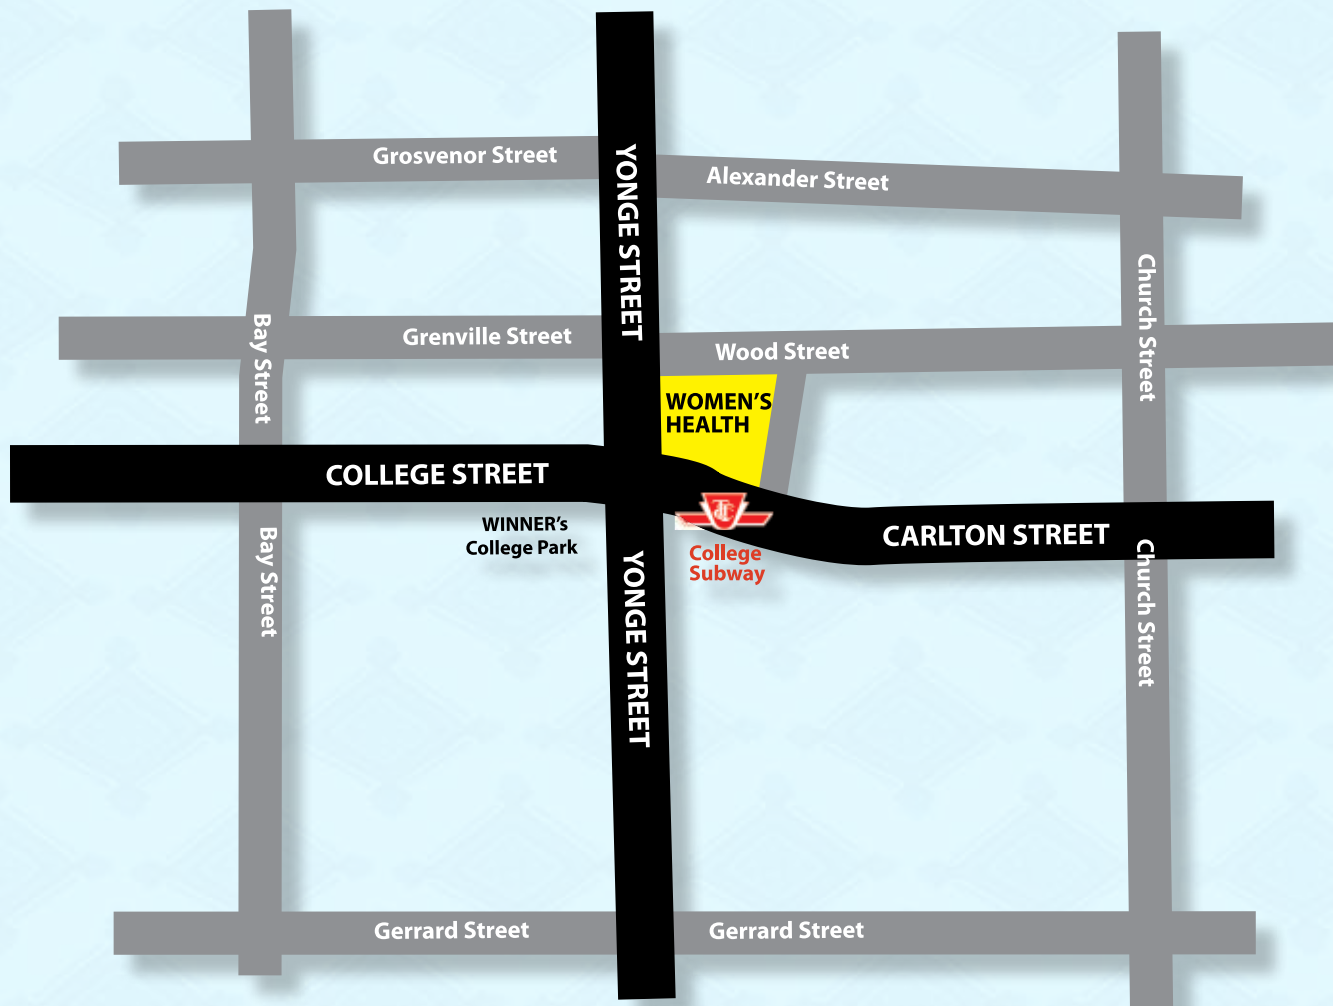 Grosvenor Street
YONGE STREET
Alexander Street
Church Street
Bay Street
Grenville Street
Wood Street
WOMEN'S
HEALTH
COLLEGE STREET
TTC
WINNER's
College Park
CARLTON STREET
College
Subway
Bay Street
YONGE STREET
Church Street
Gerrard Street
Gerrard Street